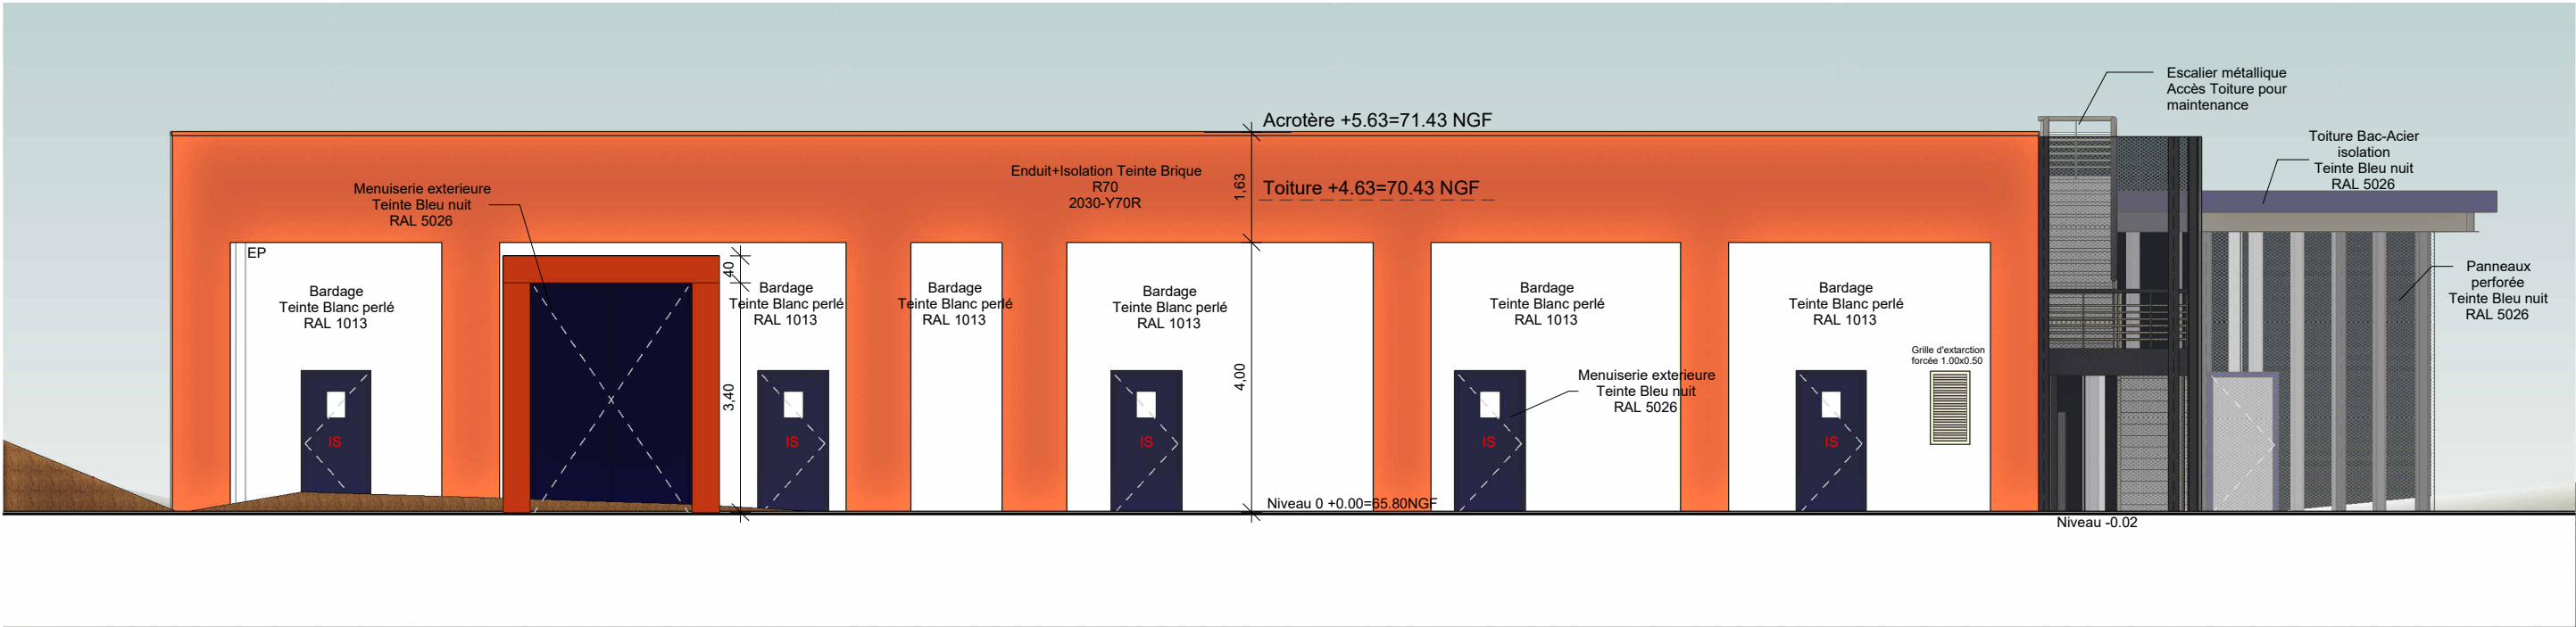 Escalier métallique
Accès Toiture pour
maintenance
Acrotère +5.63=71.43 NGF
Toiture Bac-Acier
isolation
Teinte Bleu nuit
RAL 5026
Enduit+Isolation Teinte Brique
R70
2030-Y70R
1,63
Toiture +4.63=70.43 NGF
Menuiserie exterieure
Teinte Bleu nuit
RAL 5026
EP
40
Bardage
Teinte Blanc perlé
RAL 1013
Bardage
Teinte Blanc perlé
RAL 1013
Bardage
Teinte Blanc perlé
RAL 1013
Bardage
Teinte Blanc perlé
RAL 1013
Bardage
Teinte Blanc perlé
RAL 1013
Bardage
Teinte Blanc perlé
RAL 1013
Panneaux
perforée
Teinte Bleu nuit
RAL 5026
Grille d'extarction
forcée 1.00x0.50
3,40
4,00
Menuiserie exterieure
Teinte Bleu nuit
RAL 5026
IS
IS
IS
IS
IS
Niveau 0 +0.00=65.80NGF
Niveau -0.02